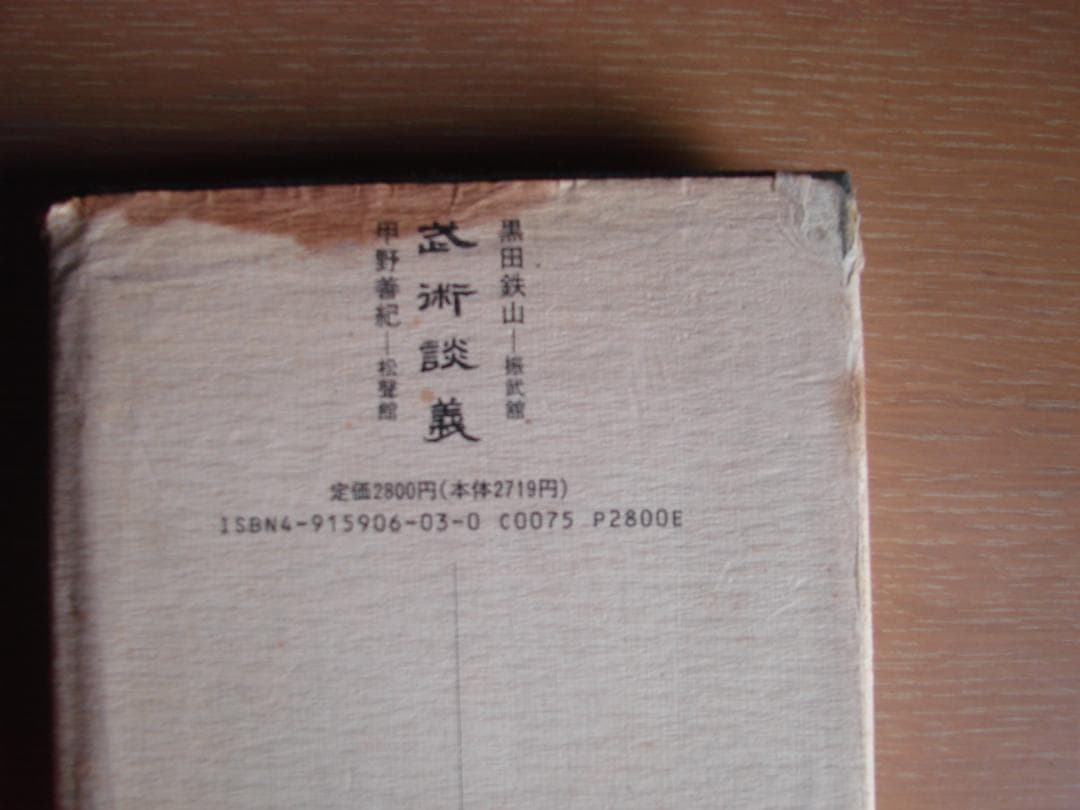 黒田鉄山―振武舘
武術談義
甲野善紀―松聲館
定価2800円(本体2719円)
ISBN4-915906-03-0 C0075 P2800E